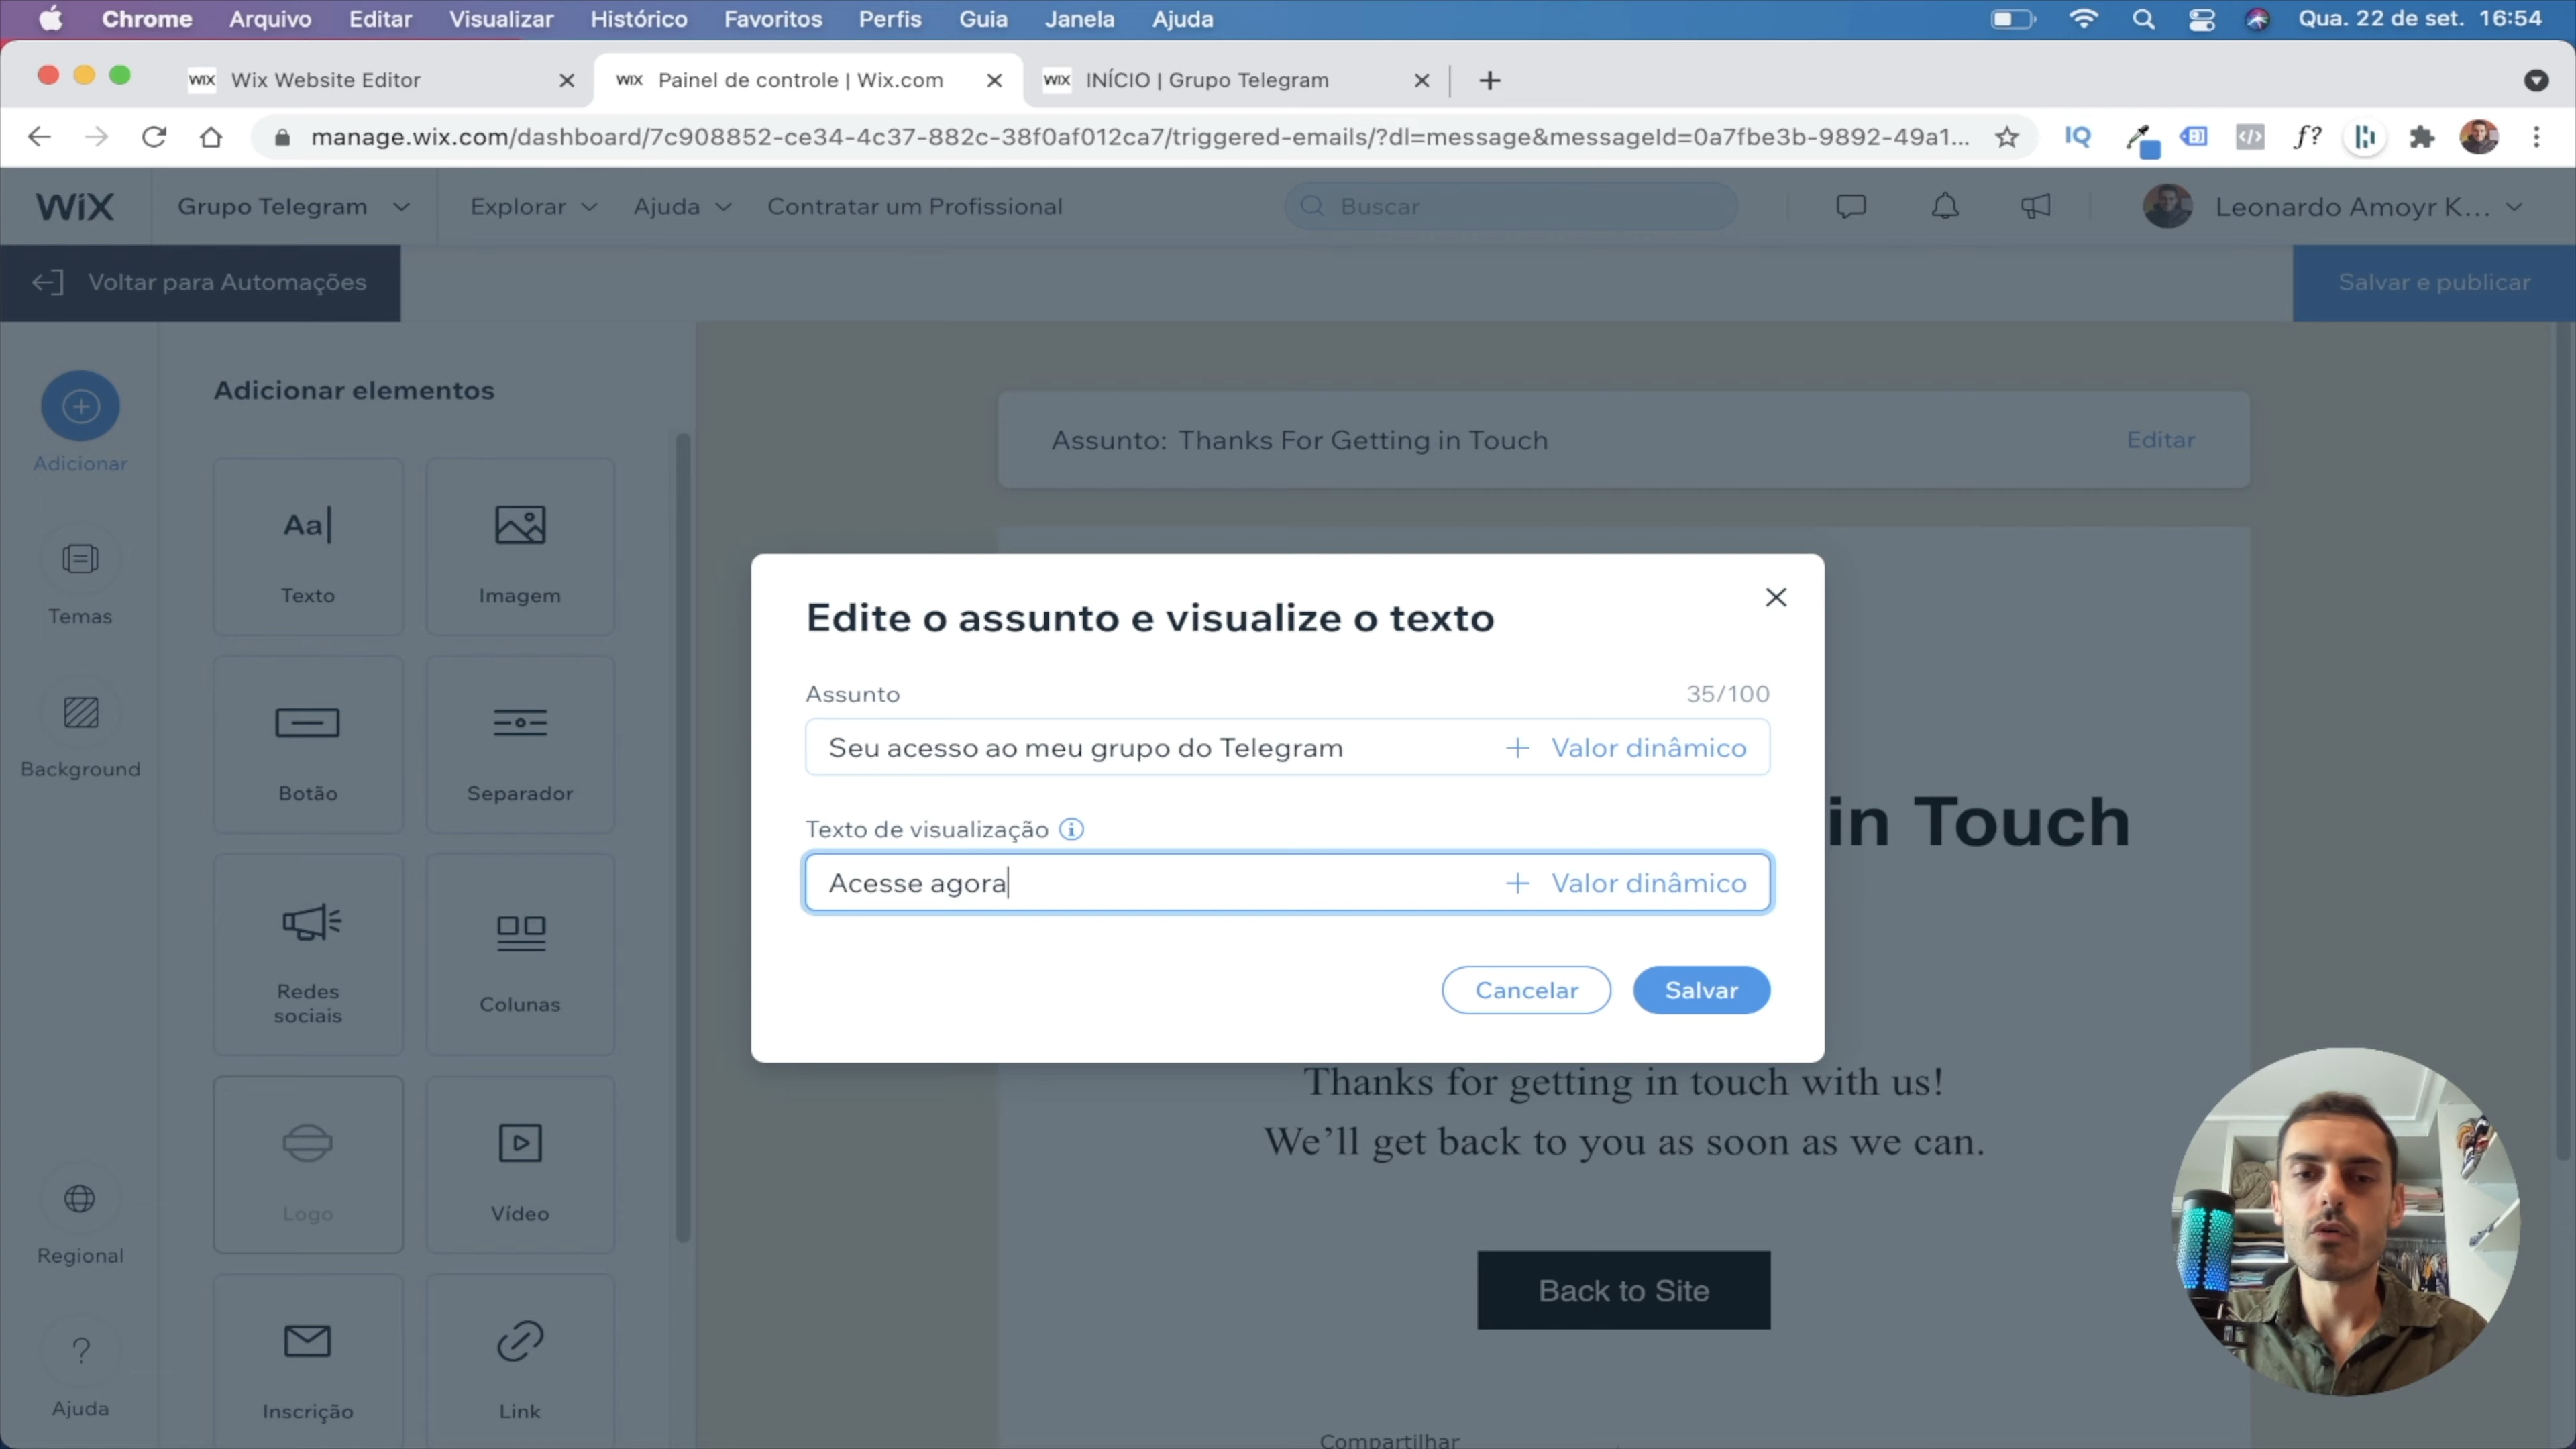 Chrome Arquivo Editar Visualizar Histórico Favoritos Perfis Guia Janela Ajuda Qua. 22 de set. 16:54
WiX Wix Website Editor WiX Painel de controle | Wix.com WiX INÍCIO | Grupo Telegram
manage.wix.com/dashboard/7c908852-ce34-4c37-882c-38f0af012ca7/triggered-emails/?dl=message&messageId=0a7fbe3b-9892-49a1... IQ f?
WiX Grupo Telegram Explorar Ajuda Contratar um Profissional Buscar Leonardo Amoyr K...
Voltar para Automações Salvar e publicar
Adicionar elementos
Adicionar
Temas
Background
Regional
Ajuda
Aa
Texto Imagem
Botão Separador
Redes
sociais
Colunas
Logo Vídeo
Inscrição Link
Assunto: Thanks For Getting in Touch Editar
Edite o assunto e visualize o texto
Assunto 35/100
Seu acesso ao meu grupo do Telegram + Valor dinâmico
Texto de visualização
Acesse agora + Valor dinâmico
Cancelar Salvar
in Touch
Thanks for getting in touch with us!
We’ll get back to you as soon as we can.
Back to Site
Compartilhar